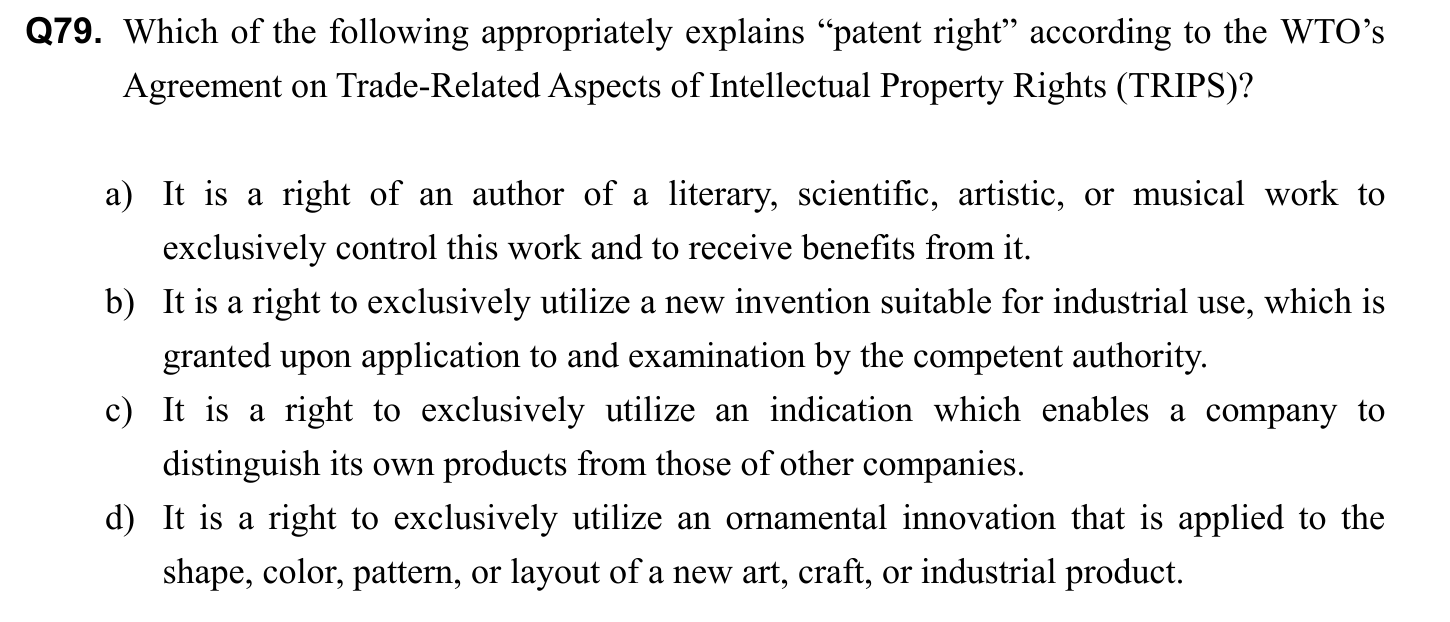 Q79. Which of the following appropriately explains “patent right” according to the WTO’s
Agreement on Trade-Related Aspects of Intellectual Property Rights (TRIPS)?
a) It is a right of an author of a literary, scientific, artistic, or musical work to
exclusively control this work and to receive benefits from it.
b) It is a right to exclusively utilize a new invention suitable for industrial use, which is
granted upon application to and examination by the competent authority.
c) It is a right to exclusively utilize an indication which enables a company to
distinguish its own products from those of other companies.
d) It is a right to exclusively utilize an ornamental innovation that is applied to the
shape, color, pattern, or layout of a new art, craft, or industrial product.